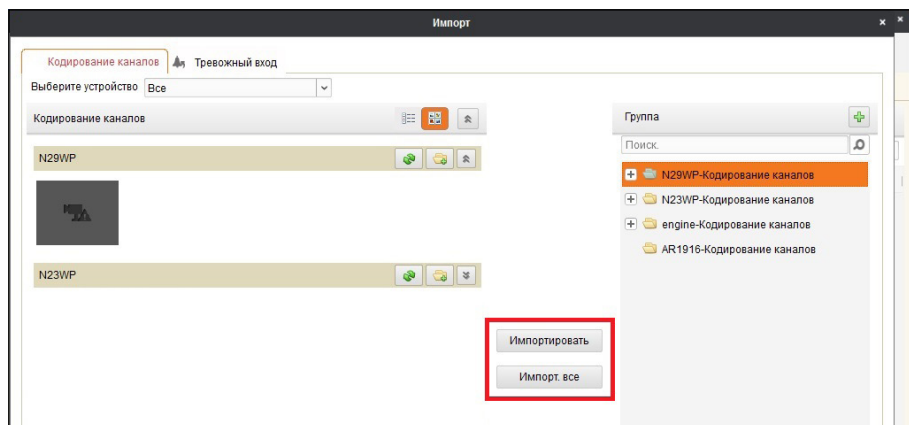 Импорт
Кодирование каналов
Тревожный вход
Выберите устройство Все
Кодирование каналов
N29WP
N23WP
Импортировать
Импорт. все
Группа
Поиск.
N29WP-Кодирование каналов
N23WP-Кодирование каналов
engine-Кодирование каналов
AR1916-Кодирование каналов